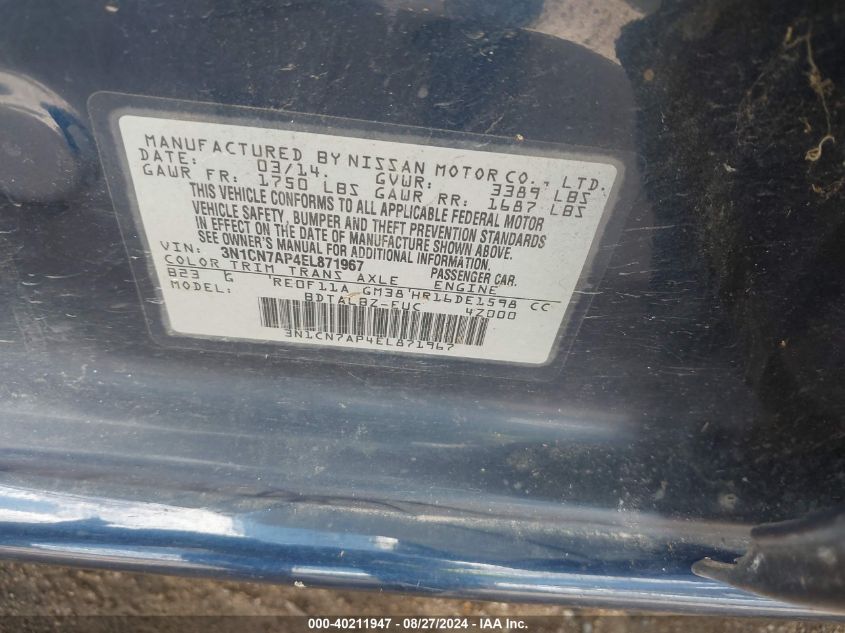 MANUFACTURED BY NISSAN MOTOR CO., LTD.
DATE: 03/14. GVWR: 3389 LBS
GAWR FR: 1750 LBS GAWR RR: 1687 LBS
THIS VEHICLE CONFORMS TO ALL APPLICABLE FEDERAL MOTOR
VEHICLE SAFETY, BUMPER AND THEFT PREVENTION STANDARDS
IN EFFECT ON THE DATE OF MANUFACTURE SHOWN ABOVE.
SEE OWNER'S MANUAL FOR ADDITIONAL INFORMATION.
VIN: 3N1CN7AP4EL871967 PASSENGER CAR.
COLOR TRIM TRANS AXLE ENGINE
B23 G RE0F11A GM38 HR16DE1598 CC
MODEL: BDTALBZ-EUC 4Z000
3N1CN7AP4EL871967
000-40211947 - 08/27/2024 - IAA Inc.